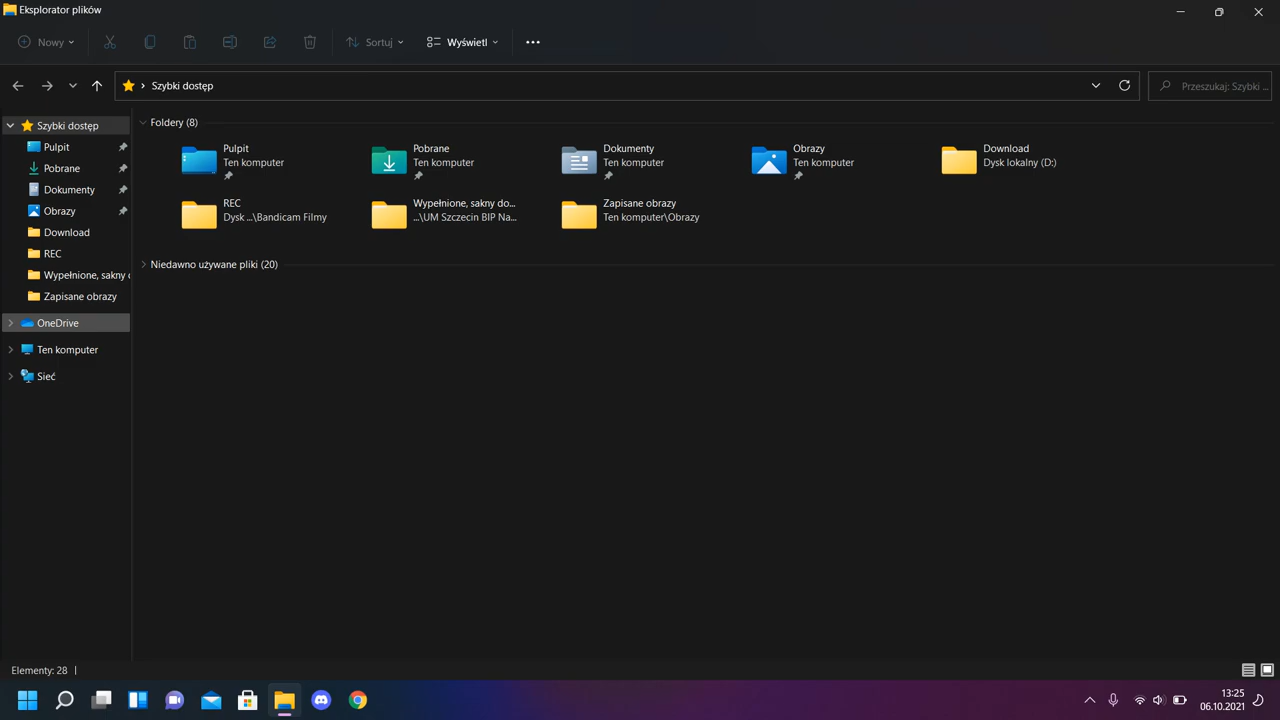 Eksplorator plików
Nowy
Sortuj
Wyświetl
Szybki dostęp
Przeszukaj: Szybki ...
Szybki dostęp
Pulpit
Pobrane
Dokumenty
Obrazy
Download
REC
Wypełnione, sakny d
Zapisane obrazy
OneDrive
Ten komputer
Sieć
Foldery (8)
Pulpit
Ten komputer
Pobrane
Ten komputer
Dokumenty
Ten komputer
Obrazy
Ten komputer
Download
Dysk lokalny (D:)
REC
Dysk ...\Bandicam Filmy
Wypełnione, sakny do...
...\UM Szczecin BIP Na...
Zapisane obrazy
Ten komputer\Obrazy
Niedawno używane pliki (20)
Elementy: 28
13:25
06.10.2021